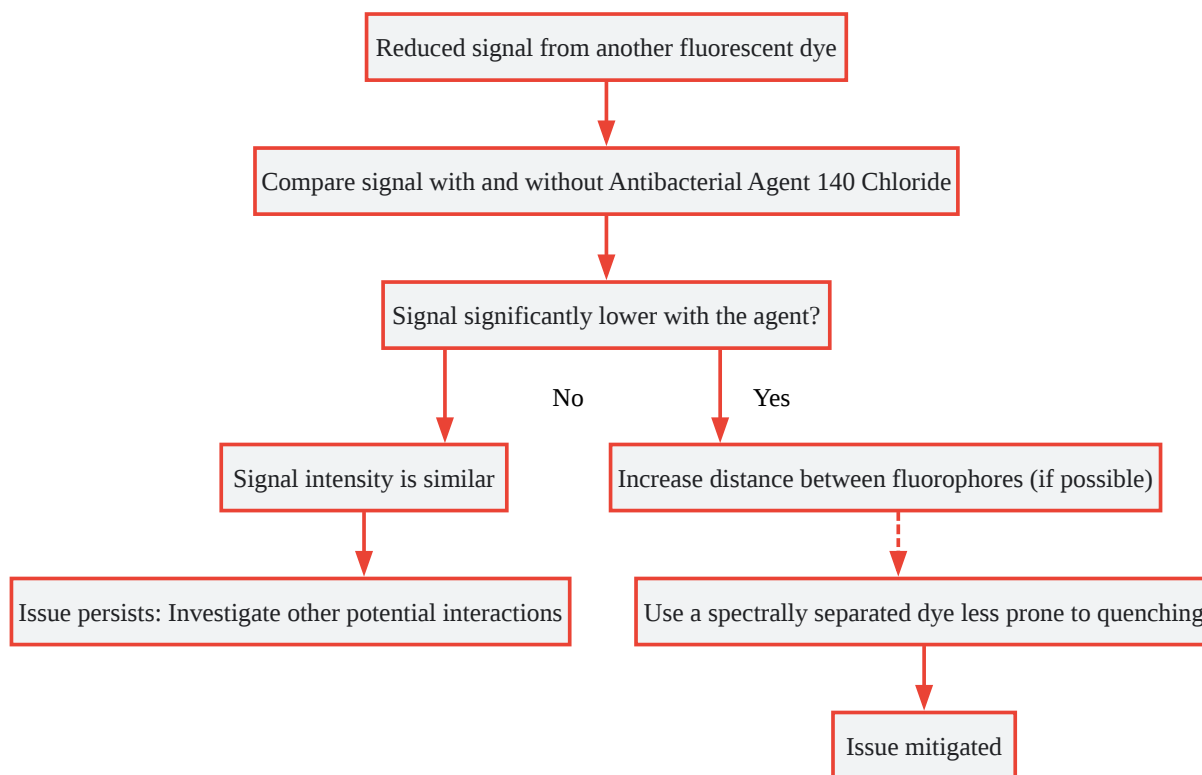 Reduced signal from another fluorescent dye
Compare signal with and without Antibacterial Agent 140 Chloride
Signal significantly lower with the agent?
No
Yes
Signal intensity is similar
Increase distance between fluorophores (if possible)
Issue persists: Investigate other potential interactions
Use a spectrally separated dye less prone to quenching
Issue mitigated